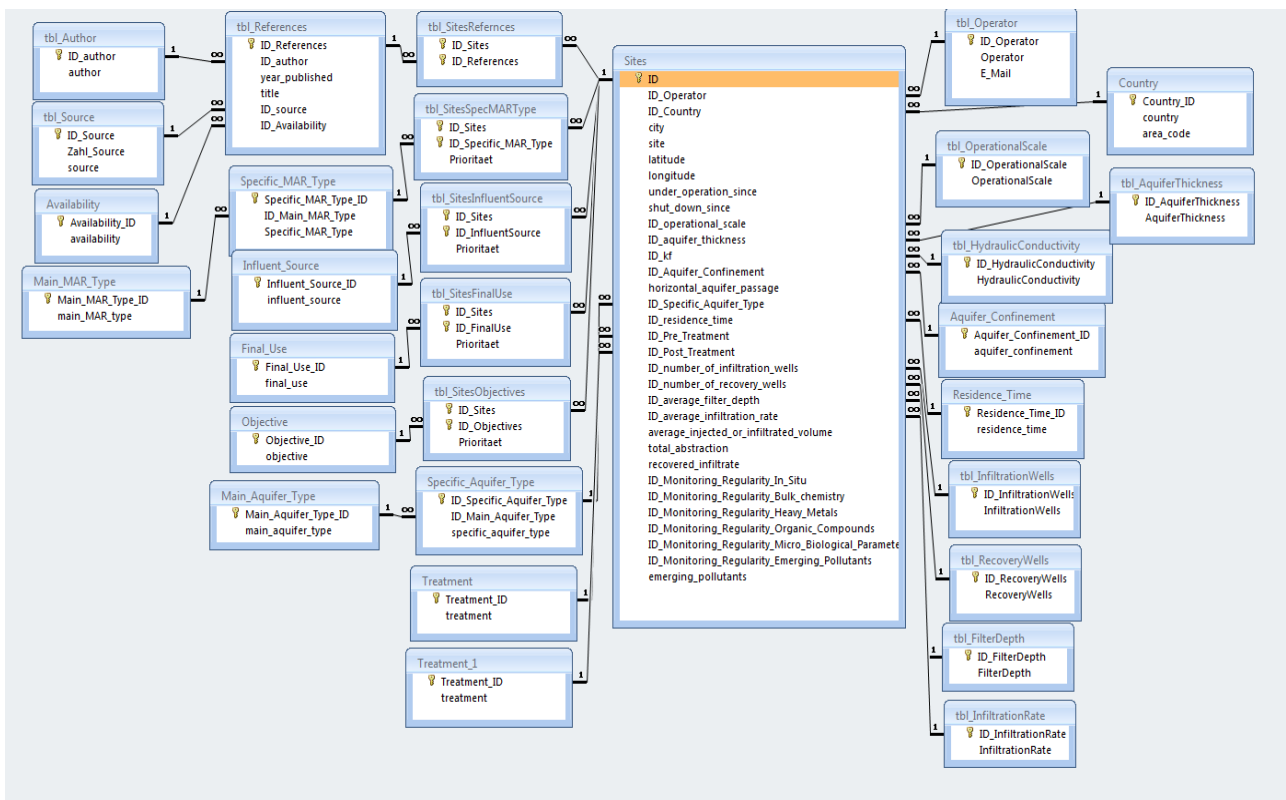 tbl_Author
ID_author
author
tbl_Source
ID_Source
Zahl_Source
source
Availability
Availability_ID
availability
Main_MAR_Type
Main_MAR_Type_ID
main_MAR_type
tbl_References
ID_References
ID_author
year_published
title
ID_source
ID_Availability
Specific_MAR_Type
Specific_MAR_Type_ID
ID_Main_MAR_Type
Specific_MAR_Type
Influent_Source
Influent_Source_ID
influent_source
Final_Use
Final_Use_ID
final_use
Objective
Objective_ID
objective
Main_Aquifer_Type
Main_Aquifer_Type_ID
main_aquifer_type
tbl_SitesRefernces
ID_Sites
ID_References
tbl_SitesSpecMARType
ID_Sites
ID_Specific_MAR_Type
Prioritaet
tbl_SitesInfluentSource
ID_Sites
ID_InfluentSource
Prioritaet
tbl_SitesFinalUse
ID_Sites
ID_FinalUse
Prioritaet
tbl_SitesObjectives
ID_Sites
ID_Objectives
Prioritaet
Specific_Aquifer_Type
ID_Specific_Aquifer_Type
ID_Main_Aquifer_Type
specific_aquifer_type
Treatment
Treatment_ID
treatment
Treatment_1
Treatment_ID
treatment
Sites
ID
ID_Operator
ID_Country
city
site
latitude
longitude
under_operation_since
shut_down_since
ID_operational_scale
ID_aquifer_thickness
ID_kf
ID_Aquifer_Confinement
horizontal_aquifer_passage
ID_Specific_Aquifer_Type
ID_residence_time
ID_Pre_Treatment
ID_Post_Treatment
ID_number_of_infiltration_wells
ID_number_of_recovery_wells
ID_average_filter_depth
ID_average_infiltration_rate
average_injected_or_infiltrated_volume
total_abstraction
recovered_infiltrate
ID_Monitoring_Regularity_In_Situ
ID_Monitoring_Regularity_Bulk_chemistry
ID_Monitoring_Regularity_Heavy_Metals
ID_Monitoring_Regularity_Organic_Compounds
ID_Monitoring_Regularity_Micro_Biological_Paramete
ID_Monitoring_Regularity_Emerging_Pollutants
emerging_pollutants
tbl_Operator
ID_Operator
Operator
E_Mail
Country
Country_ID
country
area_code
tbl_OperationalScale
ID_OperationalScale
OperationalScale
tbl_AquiferThickness
ID_AquiferThickness
AquiferThickness
tbl_HydraulicConductivity
ID_HydraulicConductivity
HydraulicConductivity
Aquifer_Confinement
Aquifer_Confinement_ID
aquifer_confinement
Residence_Time
Residence_Time_ID
residence_time
tbl_InfiltrationWells
ID_InfiltrationWells
InfiltrationWells
tbl_RecoveryWells
ID_RecoveryWells
RecoveryWells
tbl_FilterDepth
ID_FilterDepth
FilterDepth
tbl_InfiltrationRate
ID_InfiltrationRate
InfiltrationRate